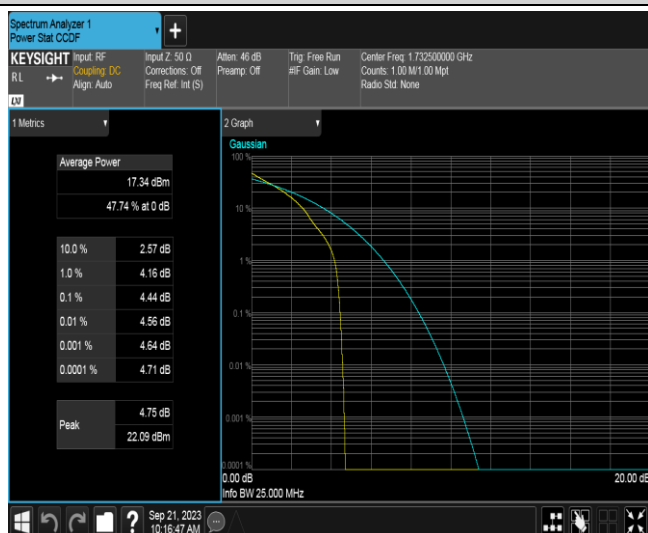 Spectrum Analyzer 1
Power Stat CCDF
+
KEYSIGHT
RL
LXI
Input: RF
Coupling: DC
Align: Auto
Input Z: 50 Ω
Corrections: Off
Freq Ref: Int (S)
Atten: 46 dB
Preamp: Off
Trig: Free Run
#IF Gain: Low
Center Freq: 1.732500000 GHz
Counts: 1.00 M/1.00 Mpt
Radio Std: None
1 Metrics
Average Power
17.34 dBm
47.74 % at 0 dB
10.0 % 2.57 dB
1.0 % 4.16 dB
0.1 % 4.44 dB
0.01 % 4.56 dB
0.001 % 4.64 dB
0.0001 % 4.71 dB
Peak
4.75 dB
22.09 dBm
2 Graph
Gaussian
100 %
10 %
1 %
0.1 %
0.01 %
0.001 %
0.0001 %
0.00 dB 20.00 dB
Info BW 25.000 MHz
?
Sep 21, 2023
10:16:47 AM